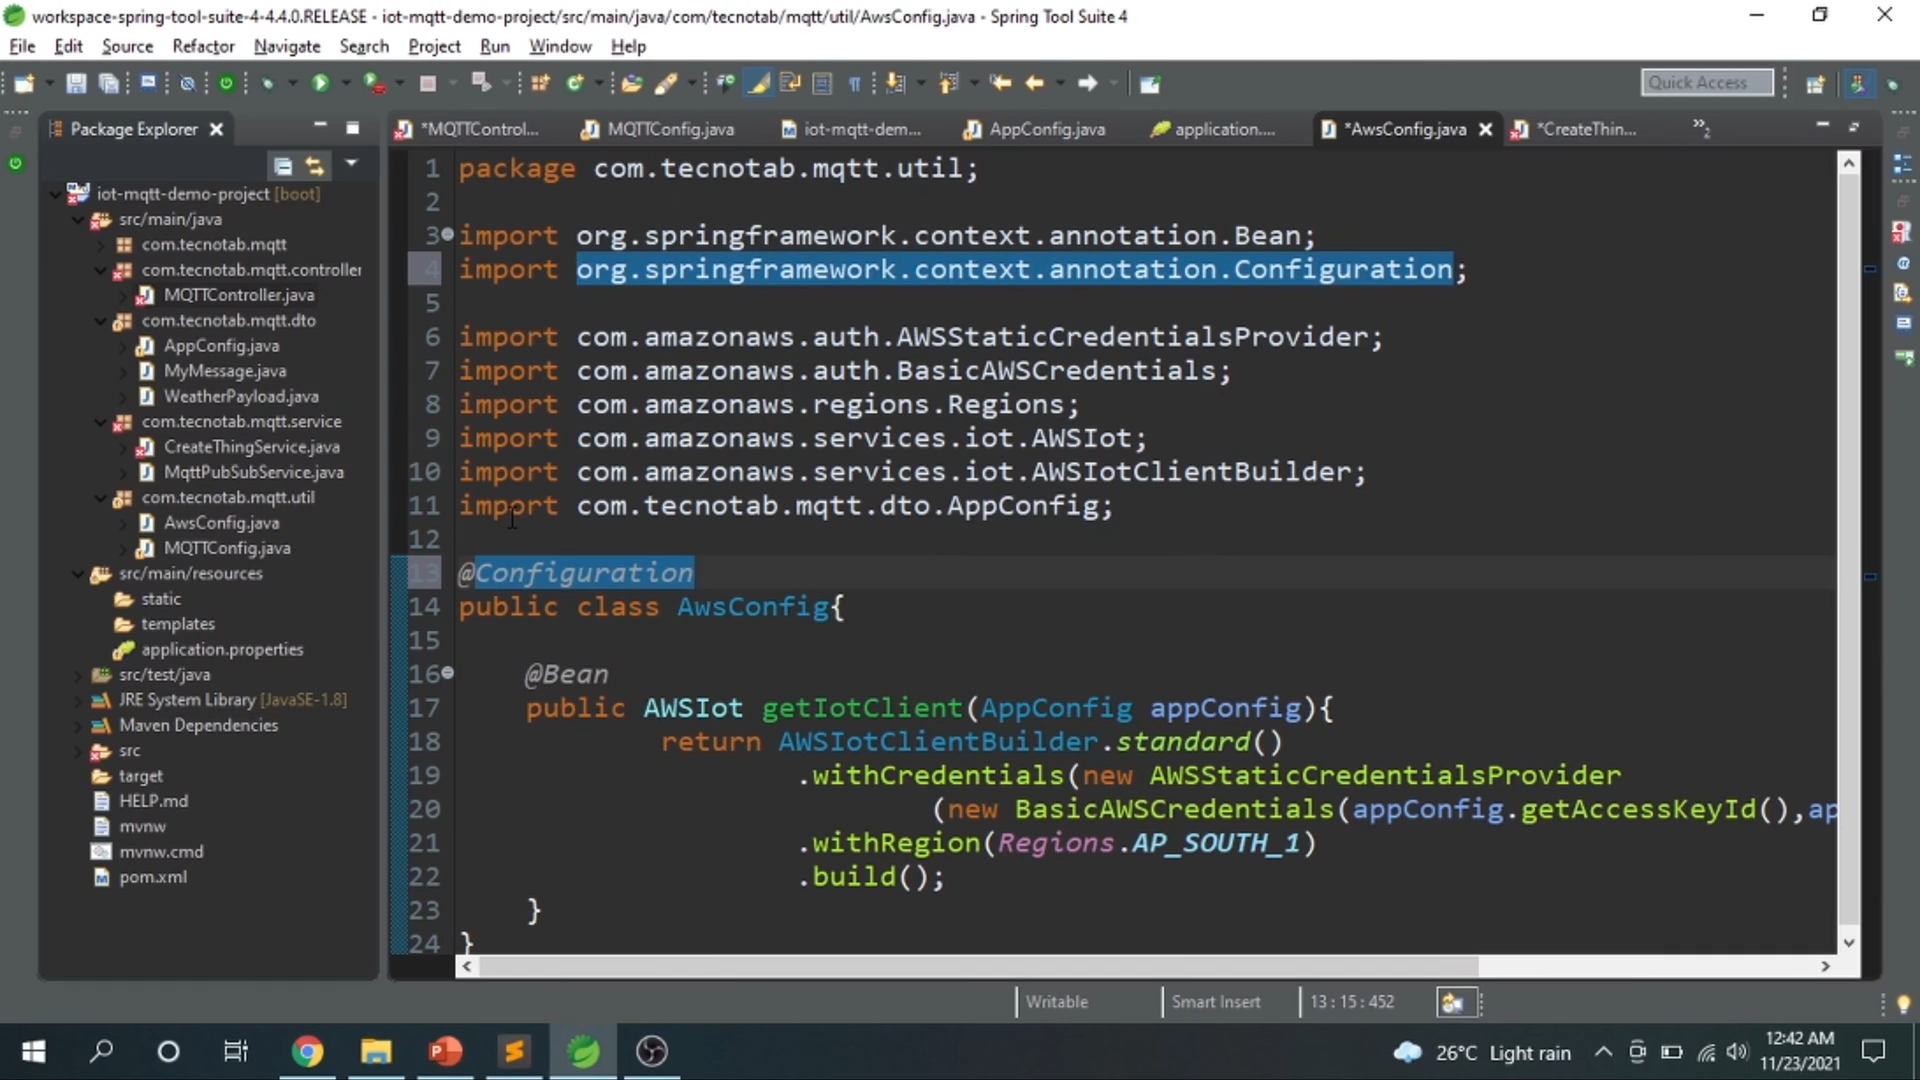 workspace-spring-tool-suite-4-4.4.0.RELEASE - iot-mqtt-demo-project/src/main/java/com/tecnotab/mqtt/util/AwsConfig.java - Spring Tool Suite 4
File Edit Source Refactor Navigate Search Project Run Window Help
Quick Access
Package Explorer
*MQTTControl... MQTTConfig.java iot-mqtt-dem... AppConfig.java application.... *AwsConfig.java *CreateThin... »2
iot-mqtt-demo-project [boot]
src/main/java
com.tecnotab.mqtt
com.tecnotab.mqtt.controller
MQTTController.java
com.tecnotab.mqtt.dto
AppConfig.java
MyMessage.java
WeatherPayload.java
com.tecnotab.mqtt.service
CreateThingService.java
MqttPubSubService.java
com.tecnotab.mqtt.util
AwsConfig.java
MQTTConfig.java
src/main/resources
static
templates
application.properties
src/test/java
JRE System Library [JavaSE-1.8]
Maven Dependencies
src
target
HELP.md
mvnw
mvnw.cmd
pom.xml
1 package com.tecnotab.mqtt.util;
2
3 import org.springframework.context.annotation.Bean;
4 import org.springframework.context.annotation.Configuration;
5
6 import com.amazonaws.auth.AWSStaticCredentialsProvider;
7 import com.amazonaws.auth.BasicAWSCredentials;
8 import com.amazonaws.regions.Regions;
9 import com.amazonaws.services.iot.AWSIot;
10 import com.amazonaws.services.iot.AWSIotClientBuilder;
11 import com.tecnotab.mqtt.dto.AppConfig;
12
13 @Configuration
14 public class AwsConfig{
15
16 @Bean
17 public AWSIot getIotClient(AppConfig appConfig){
18 return AWSIotClientBuilder.standard()
19 .withCredentials(new AWSStaticCredentialsProvider
20 (new BasicAWSCredentials(appConfig.getAccessKeyId(),ap
21 .withRegion(Regions.AP_SOUTH_1)
22 .build();
23 }
24 }
Writable Smart Insert 13 : 15 : 452
26°C Light rain
12:42 AM
11/23/2021